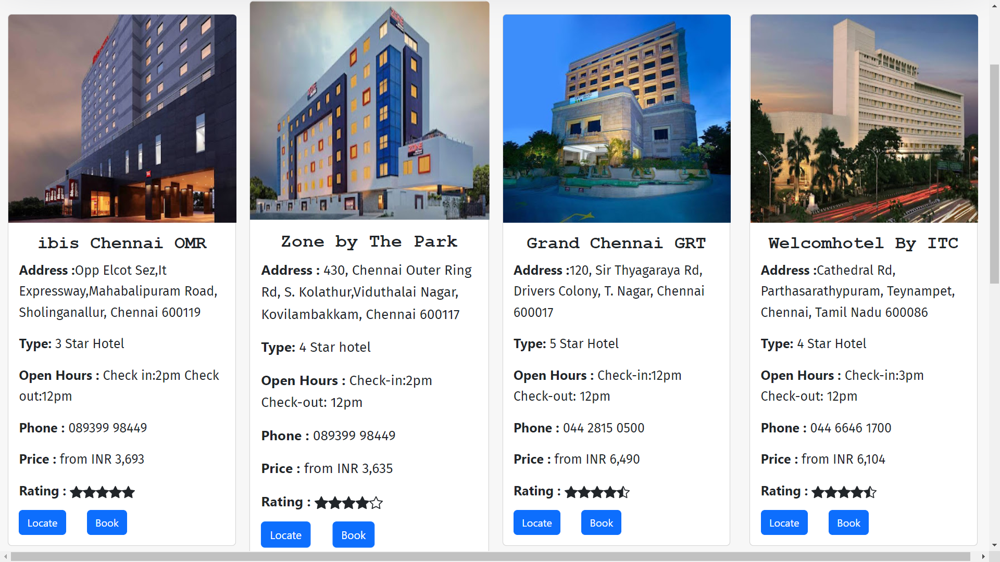 ZONE
ZONE
ZONE
ibis Chennai OMR
Address :Opp Elcot Sez,It
Expressway,Mahabalipuram Road,
Sholinganallur, Chennai 600119
Type: 3 Star Hotel
Open Hours : Check in:2pm Check
out:12pm
Phone : 089399 98449
Price : from INR 3,693
Rating :
Locate
Book
Zone by The Park
Address : 430, Chennai Outer Ring
Rd, S. Kolathur,Viduthalai Nagar,
Kovilambakkam, Chennai 600117
Type: 4 Star hotel
Open Hours : Check-in:2pm
Check-out: 12pm
Phone : 089399 98449
Price : from INR 3,635
Rating :
Locate
Book
Grand Chennai GRT
Address :120, Sir Thyagaraya Rd,
Drivers Colony, T. Nagar, Chennai
600017
Type: 5 Star Hotel
Open Hours : Check-in:12pm
Check-out: 12pm
Phone : 044 2815 0500
Price : from INR 6,490
Rating :
Locate
Book
Welcomhotel By ITC
Address :Cathedral Rd,
Parthasarathypuram, Teynampet,
Chennai, Tamil Nadu 600086
Type: 4 Star Hotel
Open Hours : Check-in:3pm
Check-out: 12pm
Phone : 044 6646 1700
Price : from INR 6,104
Rating :
Locate
Book